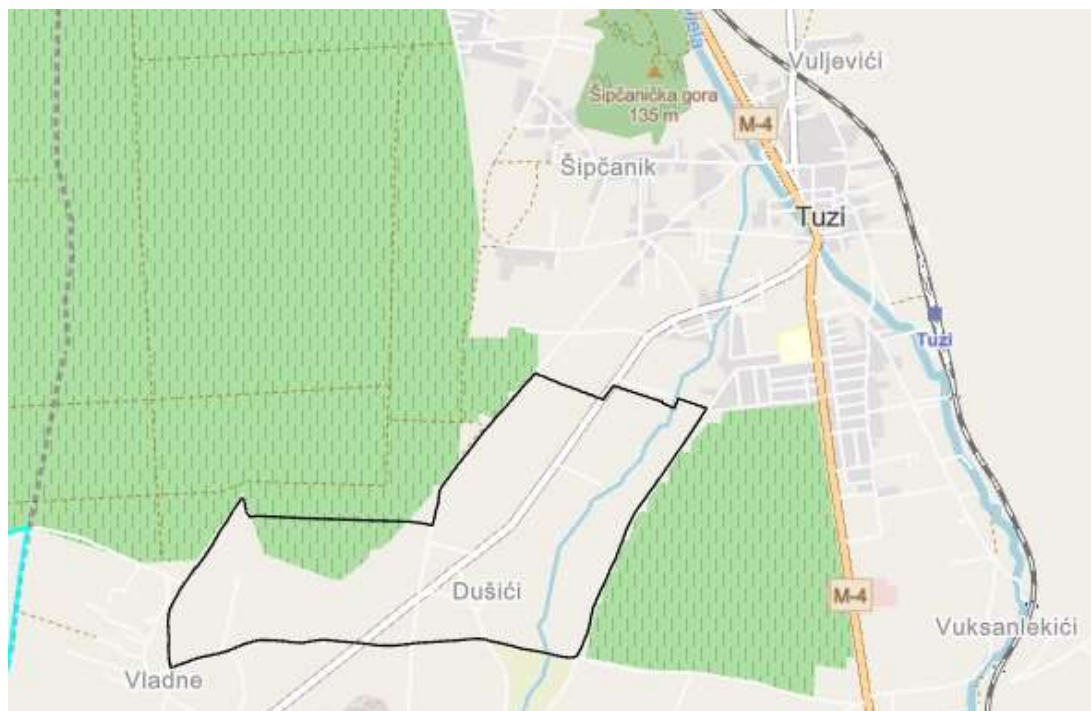 Vuljevići
Šipčanička gora
135 m
M-4
Šipčanik
Tuzi
Tuzi
Dušići
M-4
Vuksanlekići
Vladne